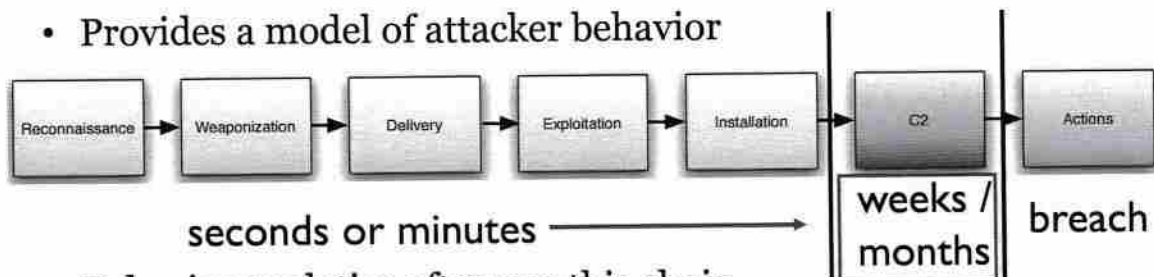 • Provides a model of attacker behavior
Reconnaissance
Weaponization
Delivery
Exploitation
Installation
C2
Actions
seconds or minutes
weeks /
months
breach